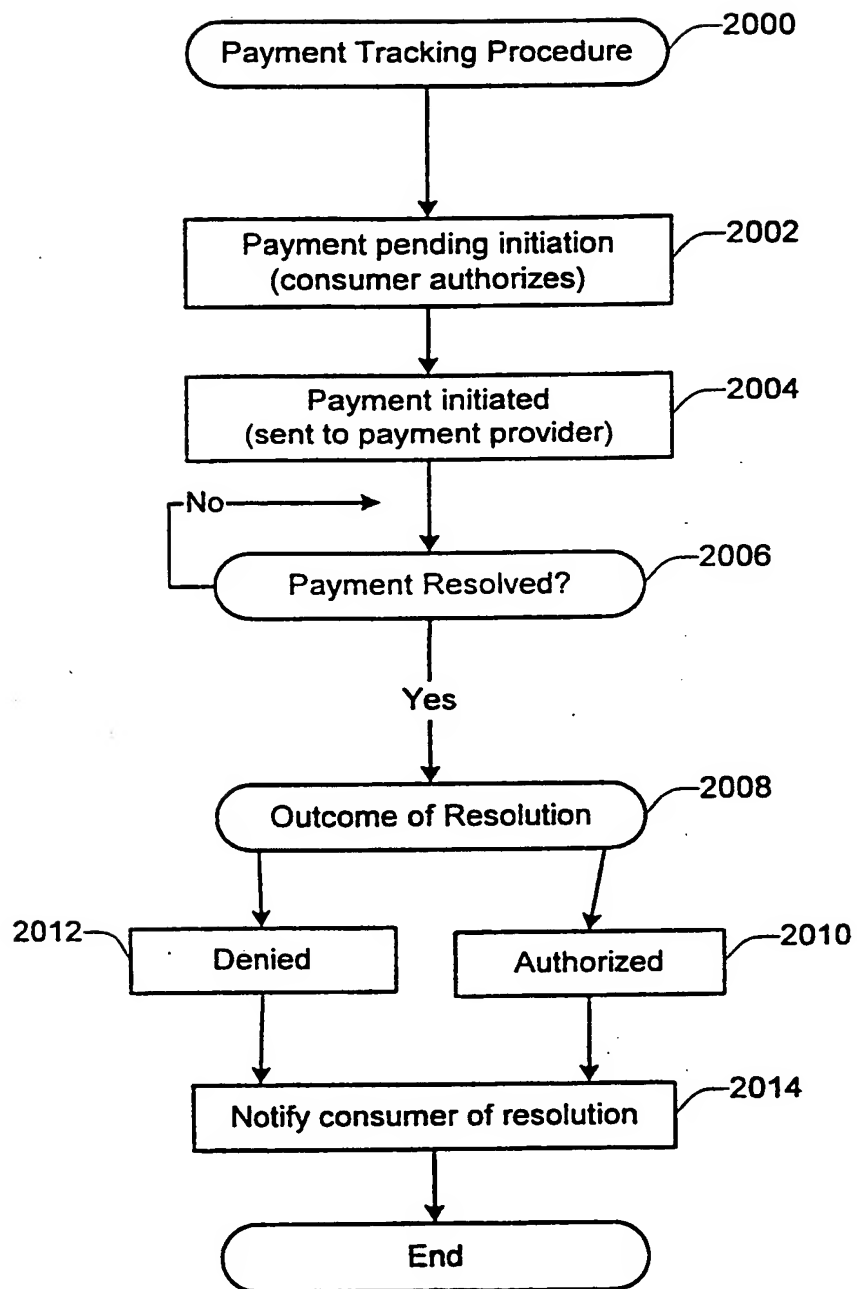 Payment Tracking Procedure
2000
Payment pending initiation
(consumer authorizes)
2002
Payment initiated
(sent to payment provider)
2004
No
Payment Resolved?
2006
Yes
Outcome of Resolution
2008
2012
Denied
Authorized
2010
Notify consumer of resolution
2014
End